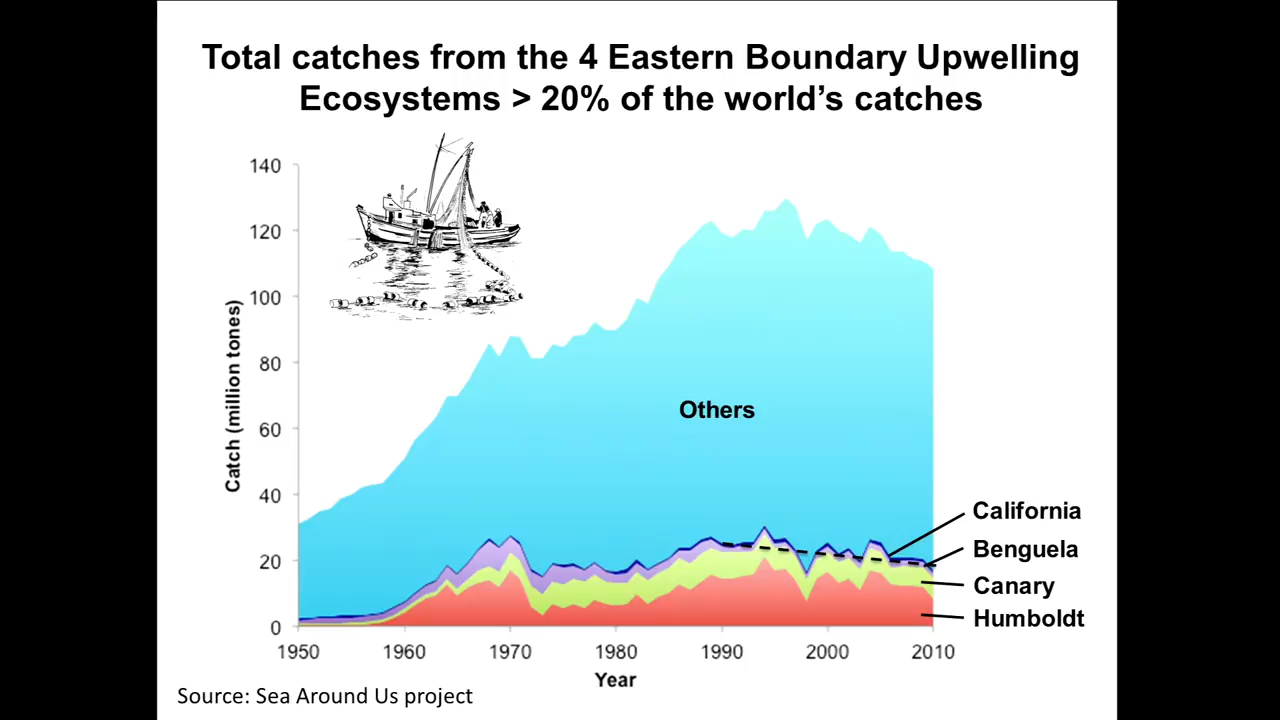 Total catches from the 4 Eastern Boundary Upwelling
Ecosystems > 20% of the world’s catches
140
120
100
80
60
40
20
0
Catch (million tones)
Others
California
Benguela
Canary
Humboldt
1950 1960 1970 1980 1990 2000 2010
Year
Source: Sea Around Us project